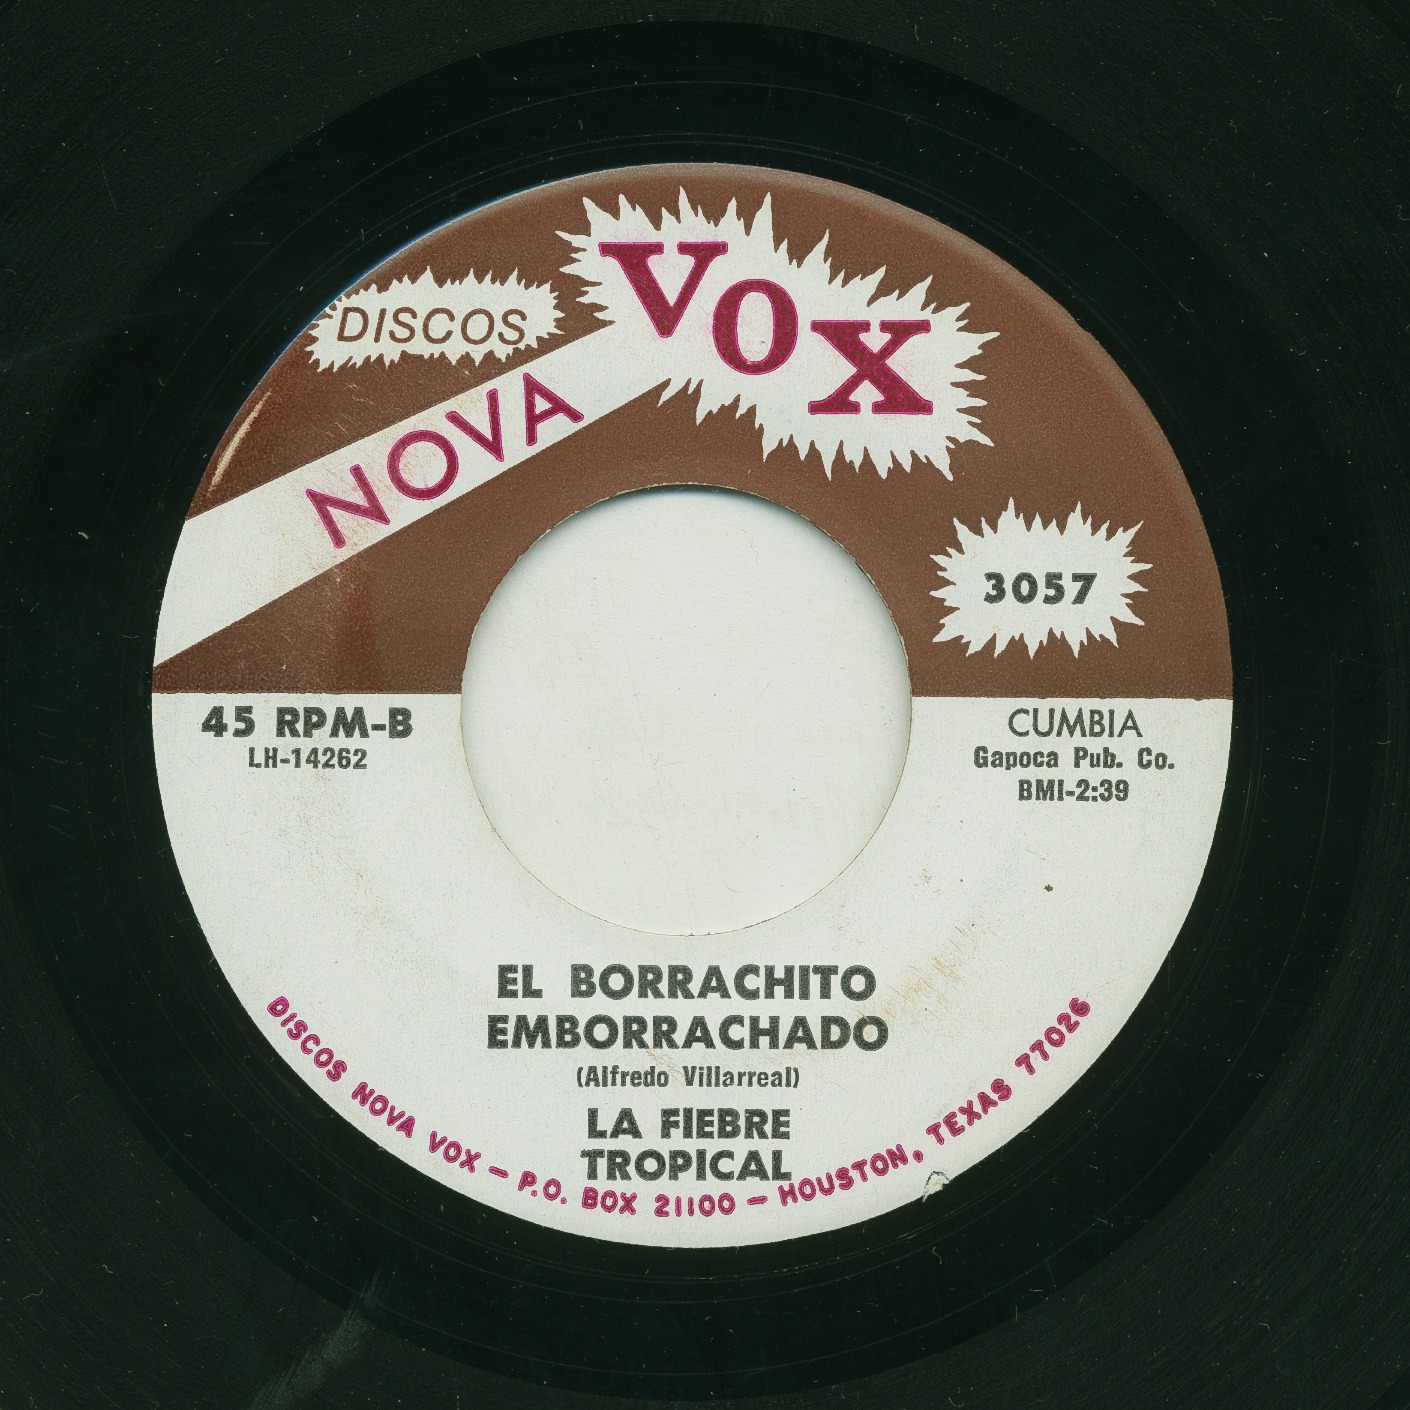 DISCOS
NOVA
VOX
3057
45 RPM-B
LH-14262
CUMBIA
Gapoca Pub. Co.
BMI-2:39
EL BORRACHITO
EMBORRACHADO
(Alfredo Villarreal)
LA FIEBRE
TROPICAL
DISCOS NOVA VOX - P.O. BOX 21100 - HOUSTON, TEXAS 77026